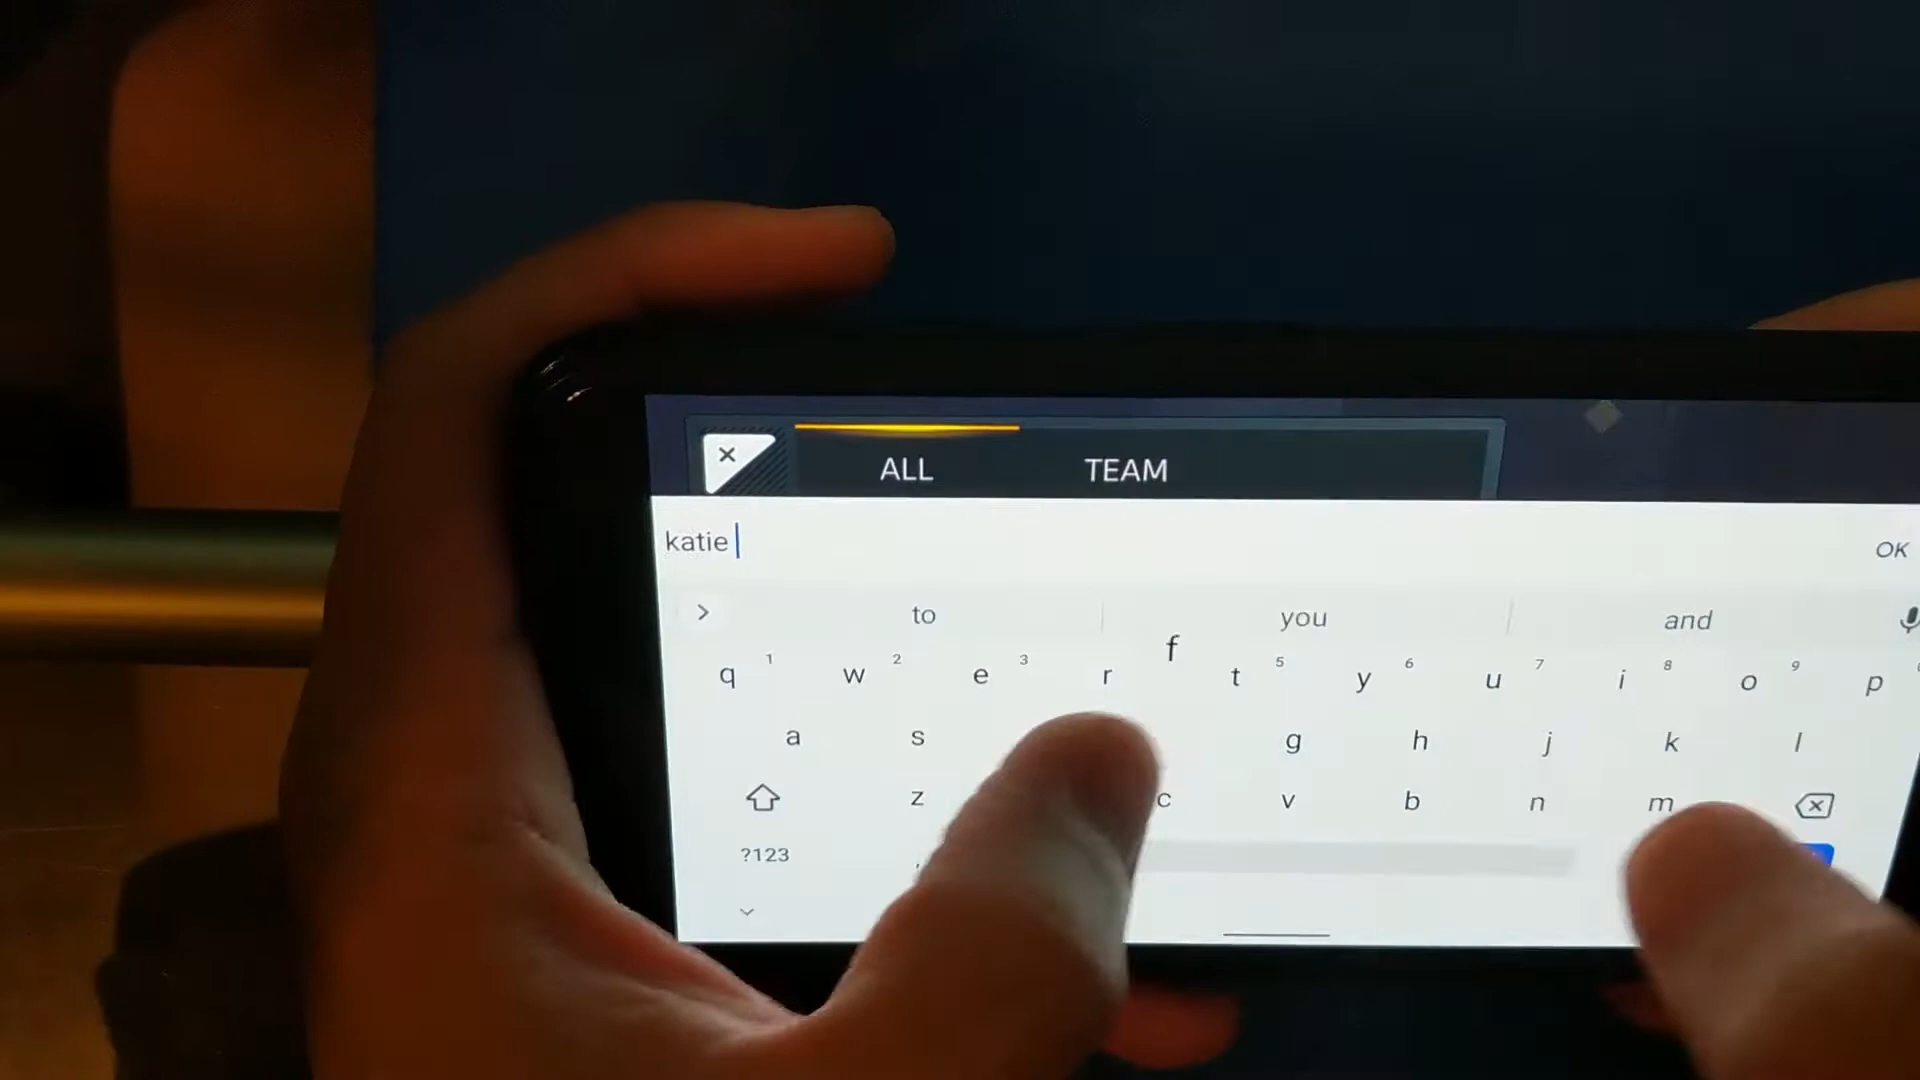 × ALL TEAM
katie
OK
> to you and
f
q 1 w 2 e 3 r t 5 y 6 u 7 i 8 o 9 p
a s g h j k l
z c v b n m
?123 ,